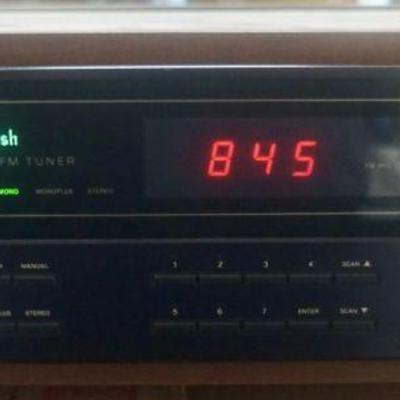 sh
FM TUNER
845
MONO MONOPLUS STEREO
MANUAL 1 2 3 4 SCAN ▲
STEREO 5 6 7 ENTER SCAN ▼